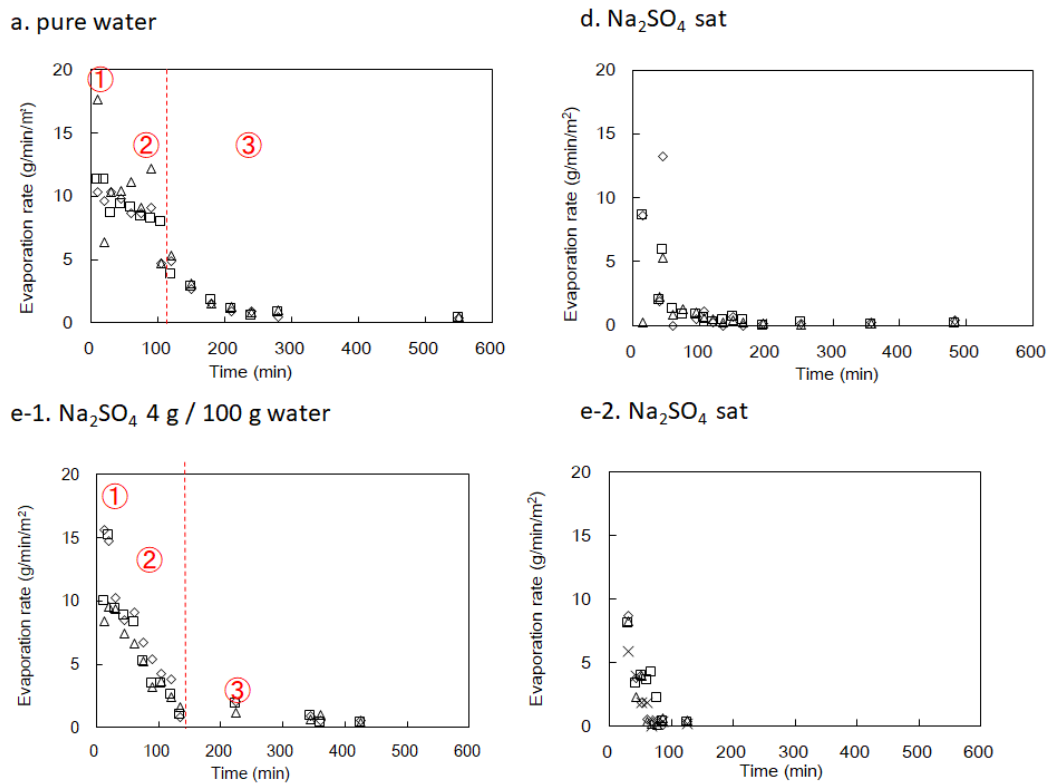 a. pure water
20
15
10
5
0
Evaporation rate (g/min/m²)
① ② ③
0 100 200 300 400 500 600
Time (min)
d. Na₂SO₄ sat
20
15
10
5
0
Evaporation rate (g/min/m²)
0 100 200 300 400 500 600
Time (min)
e-1. Na₂SO₄ 4 g / 100 g water
20
15
10
5
0
Evaporation rate (g/min/m²)
① ② ③
0 100 200 300 400 500 600
Time (min)
e-2. Na₂SO₄ sat
20
15
10
5
0
Evaporation rate (g/min/m²)
0 100 200 300 400 500 600
Time (min)